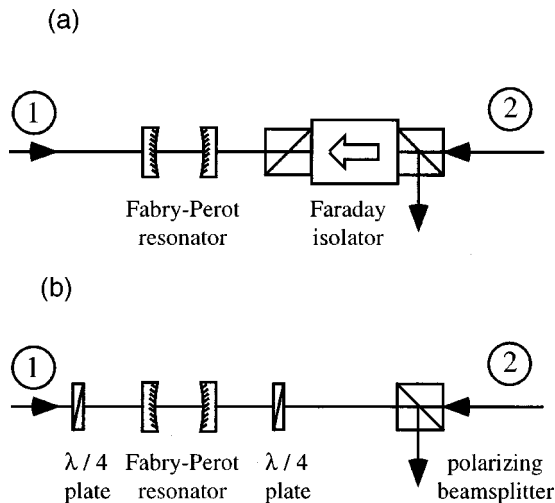 (a)
1
2
Fabry-Perot
resonator
Faraday
isolator
(b)
1
2
λ / 4
plate
Fabry-Perot
resonator
λ / 4
plate
polarizing
beamsplitter